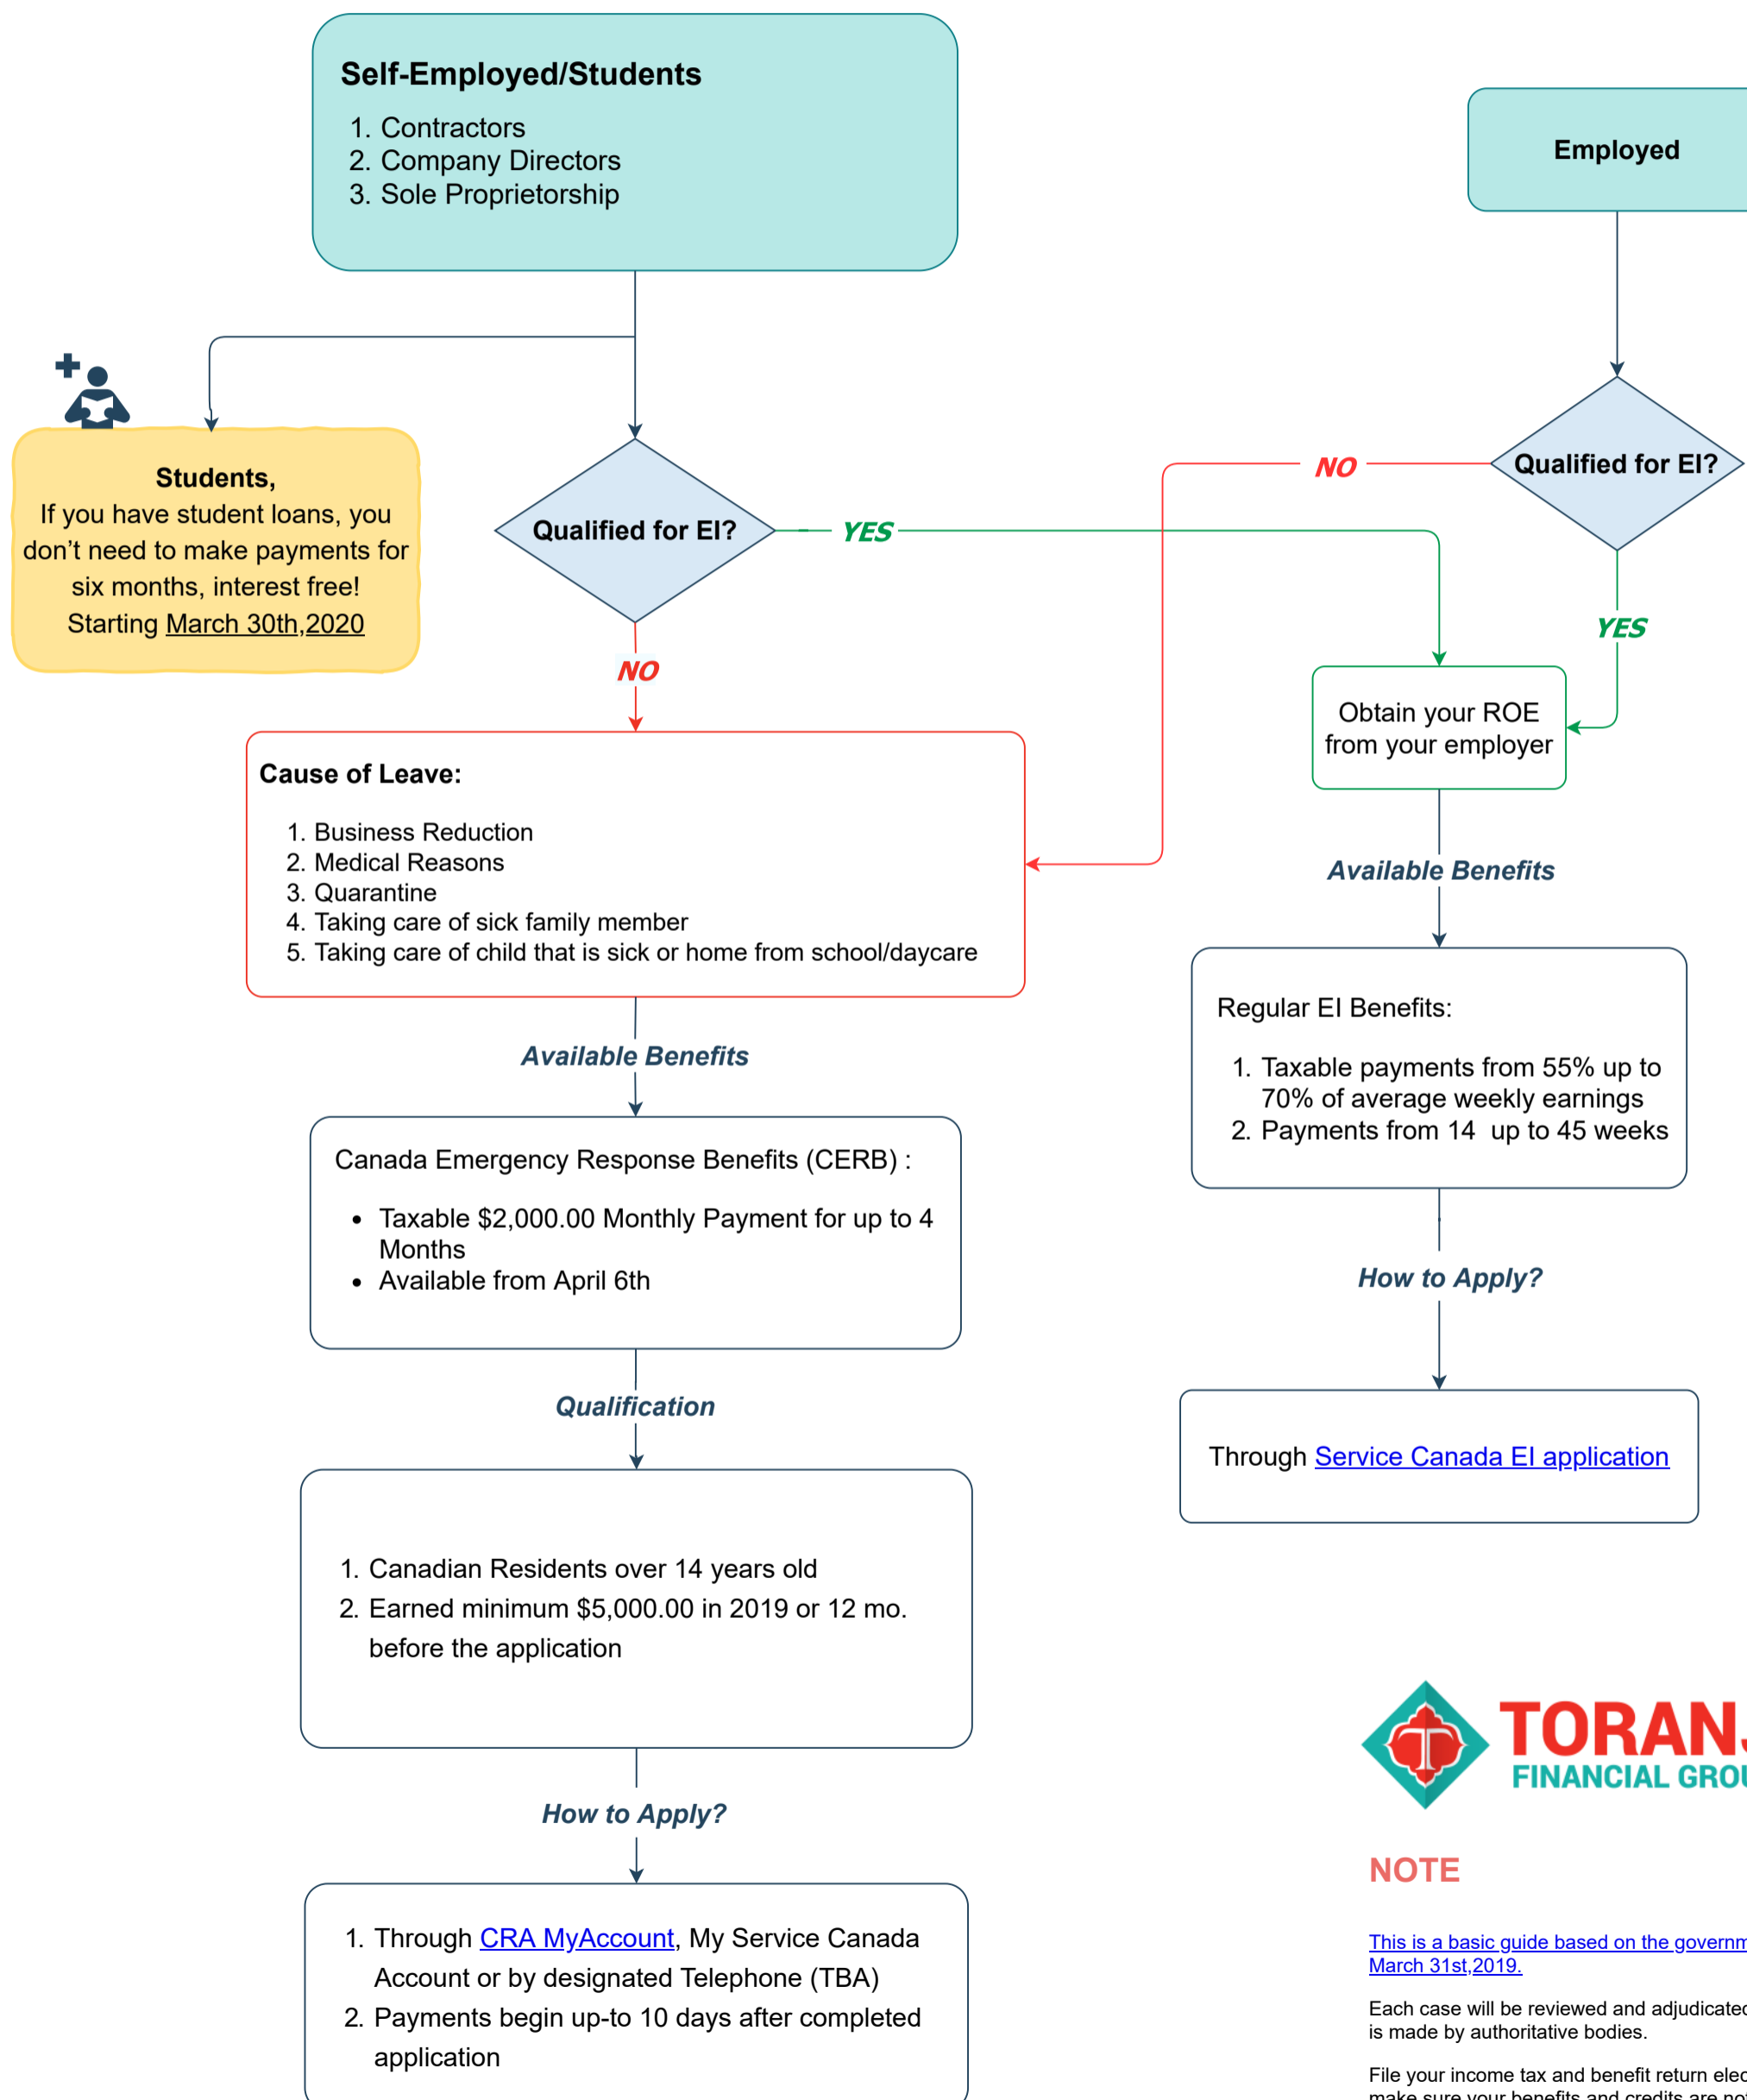 Self-Employed/Students
1. Contractors
2. Company Directors
3. Sole Proprietorship
Employed
Students,
If you have student loans, you
don’t need to make payments for
six months, interest free!
Starting March 30th,2020
Qualified for EI?
YES
NO
Qualified for EI?
NO
YES
Obtain your ROE
from your employer
Cause of Leave:
1. Business Reduction
2. Medical Reasons
3. Quarantine
4. Taking care of sick family member
5. Taking care of child that is sick or home from school/daycare
Available Benefits
Canada Emergency Response Benefits (CERB) :
• Taxable $2,000.00 Monthly Payment for up to 4
Months
• Available from April 6th
Qualification
1. Canadian Residents over 14 years old
2. Earned minimum $5,000.00 in 2019 or 12 mo.
before the application
How to Apply?
1. Through CRA MyAccount, My Service Canada
Account or by designated Telephone (TBA)
2. Payments begin up-to 10 days after completed
application
Available Benefits
Regular EI Benefits:
1. Taxable payments from 55% up to
70% of average weekly earnings
2. Payments from 14 up to 45 weeks
How to Apply?
Through Service Canada EI application
FINANCIAL
NOTE
This is a basic guide based on the
March 31st,2019.
Each case will be reviewed and
is made by authoritative bodies.
File your income tax and benefit return
make sure your benefits and credits are